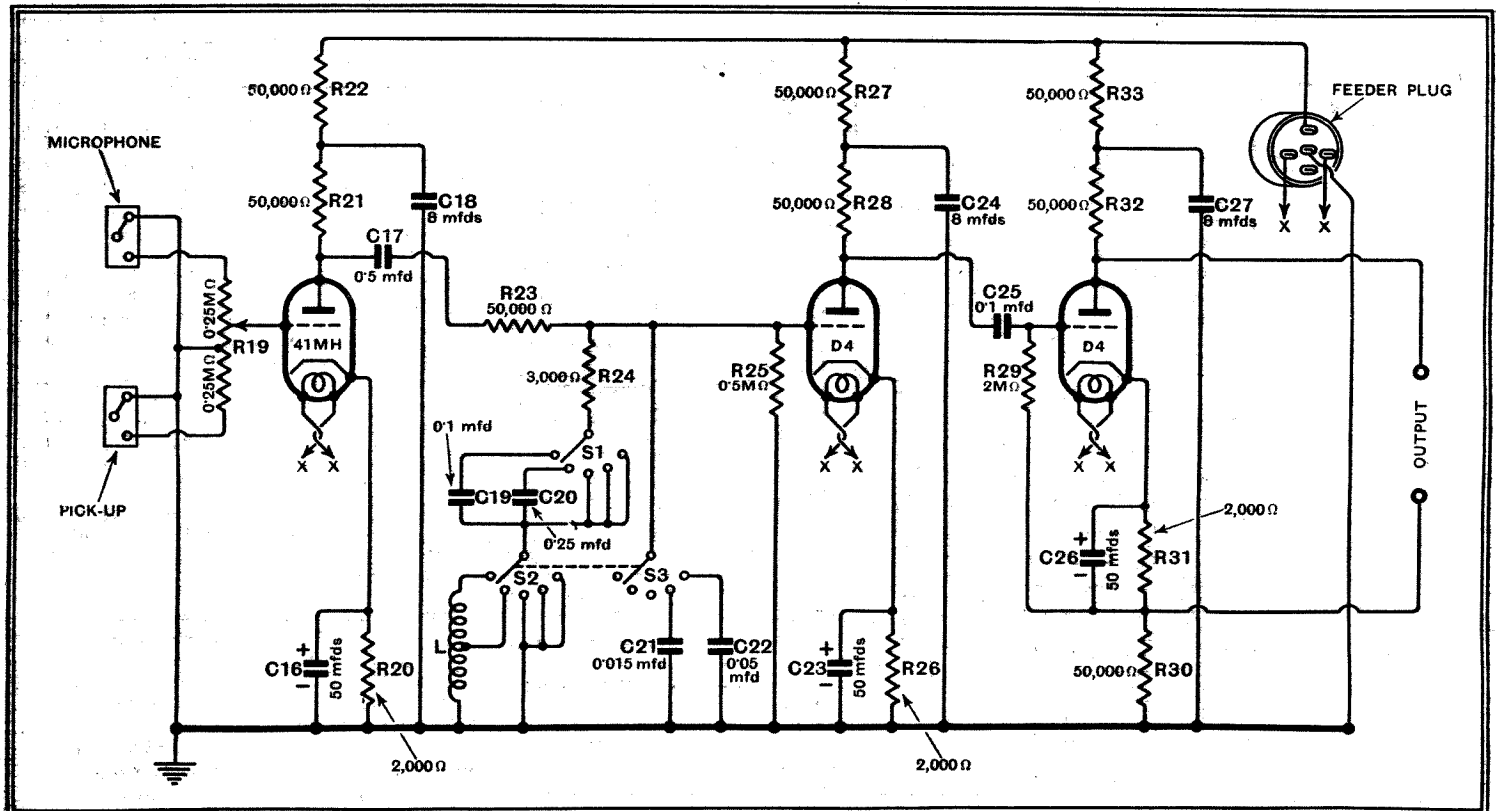 MICROPHONE
PICK-UP
0·25MΩ
0·25MΩ
R19
50,000Ω R22
50,000Ω R21
C18
8 mfds
C17
0·5 mfd
41MH
X X
C16
50 mfds
+
-
R20
2,000Ω
R23
50,000Ω
3,000Ω R24
0·1 mfd
S1
C19
C20
0·25 mfd
S2
S3
L
C21
0·015 mfd
C22
0·05
mfd
R25
0·5MΩ
50,000Ω R27
50,000Ω R28
C24
8 mfds
D4
X X
C23
50 mfds
+
-
R26
2,000Ω
C25
0·1 mfd
R29
2MΩ
50,000Ω R33
50,000Ω R32
C27
8 mfds
D4
X X
C26
50 mfds
+
-
R31
2,000Ω
50,000Ω R30
FEEDER PLUG
X X
OUTPUT